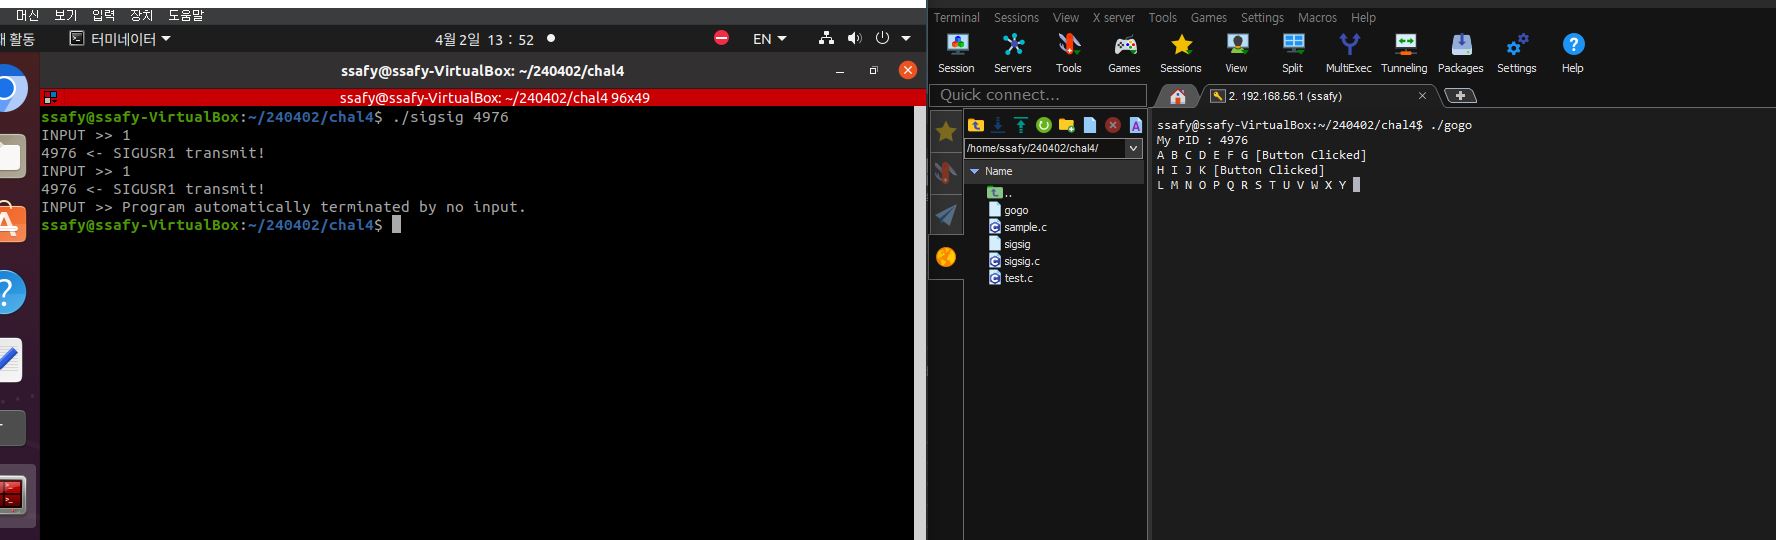 머신 보기 입력 장치 도움말
활동 터미네이터 4월 2일 13 : 52 EN
ssafy@ssafy-VirtualBox: ~/240402/chal4
ssafy@ssafy-VirtualBox: ~/240402/chal4 96x49
ssafy@ssafy-VirtualBox:~/240402/chal4$ ./sigsig 4976
INPUT >> 1
4976 <- SIGUSR1 transmit!
INPUT >> 1
4976 <- SIGUSR1 transmit!
INPUT >> Program automatically terminated by no input.
ssafy@ssafy-VirtualBox:~/240402/chal4$
Terminal Sessions View X server Tools Games Settings Macros Help
Session Servers Tools Games Sessions View Split MultiExec Tunneling Packages Settings Help
Quick connect...
2. 192.168.56.1 (ssafy)
/home/ssafy/240402/chal4/
Name
..
gogo
sample.c
sigsig
sigsig.c
test.c
ssafy@ssafy-VirtualBox:~/240402/chal4$ ./gogo
My PID : 4976
A B C D E F G [Button Clicked]
H I J K [Button Clicked]
L M N O P Q R S T U V W X Y